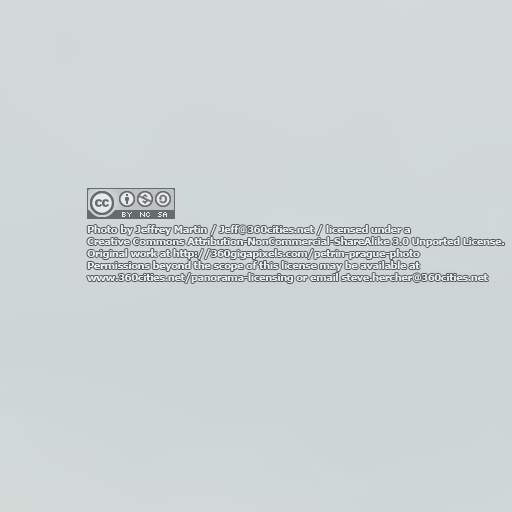 cc
BY NC SA
Photo by Jeffrey Martin / Jeff@360cities.net / licensed under a
Creative Commons Attribution-NonCommercial-ShareAlike 3.0 Unported License.
Original work at http://360gigapixels.com/petrin-prague-photo
Permissions beyond the scope of this license may be available at
www.360cities.net/panorama-licensing or email steve.hercher@360cities.net